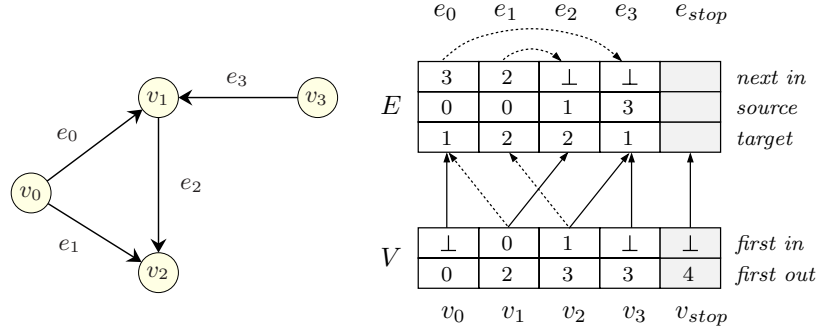 e₀ e₁ e₂ e₃ e_stop
E
3 2 ⊥ ⊥ next in
0 0 1 3 source
1 2 2 1 target
V
⊥ 0 1 ⊥ ⊥ first in
0 2 3 3 4 first out
v₀ v₁ v₂ v₃ v_stop
v₁ e₃ v₃
e₀
e₂
v₀
e₁
v₂